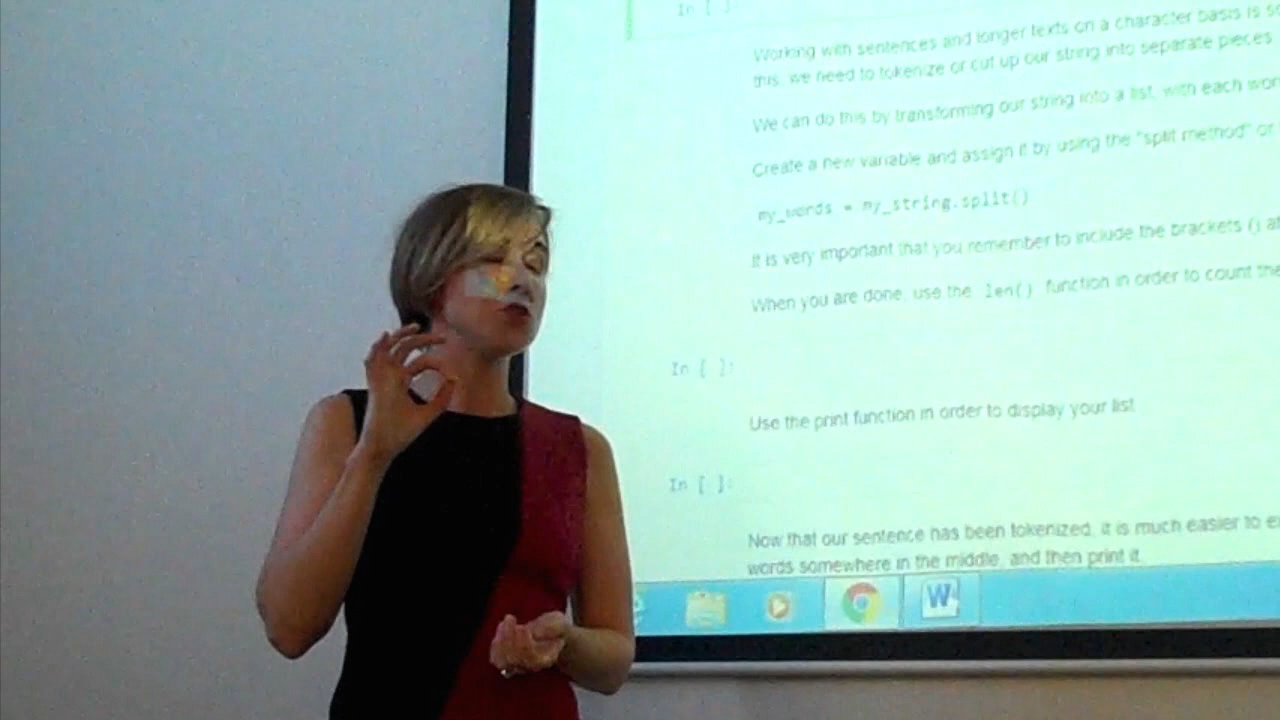 In [ ]:
Working with sentences and longer texts on a character basis is
this, we need to tokenize or cut up our string into separate pieces
We can do this by transforming our string into a list, with each
Create a new variable and assign it by using the "split method" or
my_words = my_string.split()
It is very important that you remember to include the brackets ()
When you are done, use the len() function in order to count the
In [ ]:
Use the print function in order to display your list
In [ ]:
Now that our sentence has been tokenized, it is much easier to
words somewhere in the middle, and then print it
W